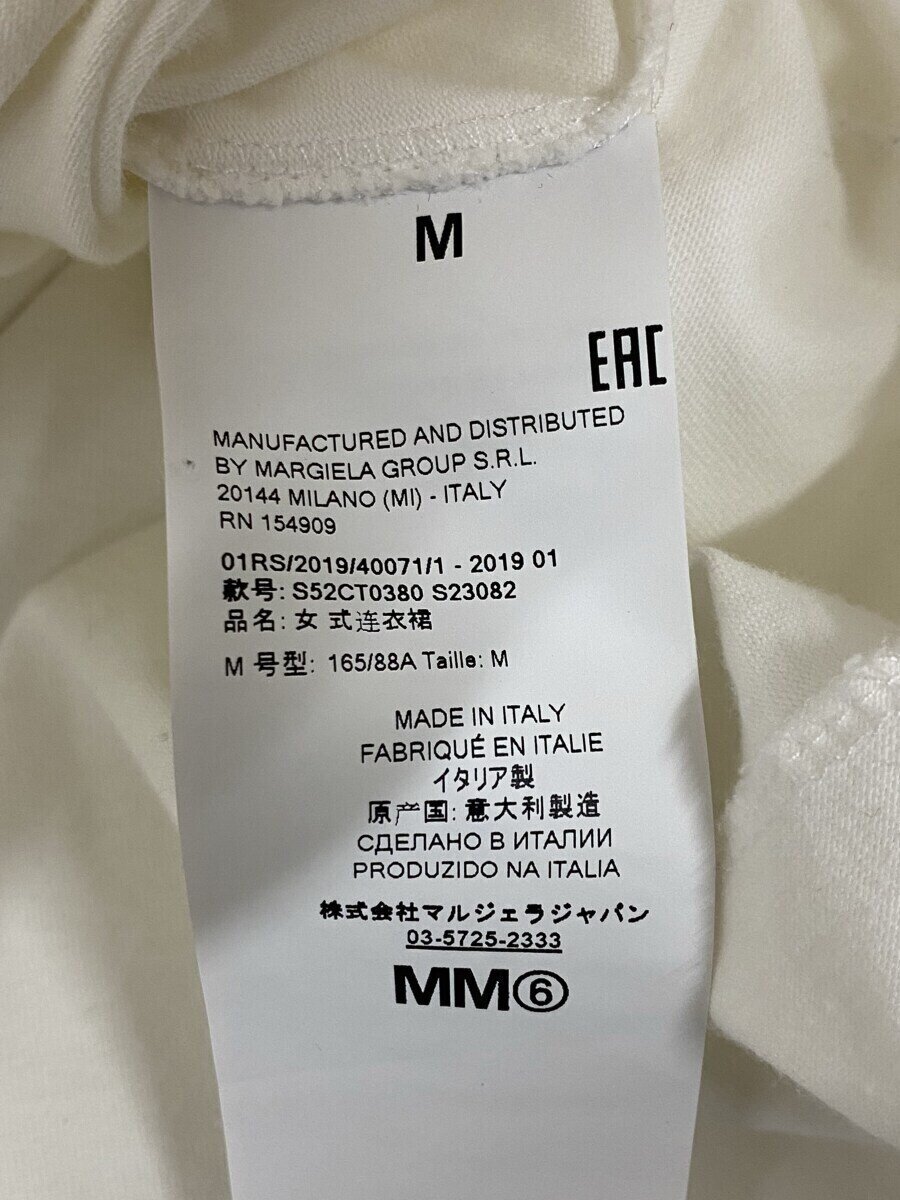 M
EAC
MANUFACTURED AND DISTRIBUTED
BY MARGIELA GROUP S.R.L.
20144 MILANO (MI) - ITALY
RN 154909
01RS/2019/40071/1 - 2019 01
款号: S52CT0380 S23082
品名: 女 式连衣裙
M 号型: 165/88A Taille: M
MADE IN ITALY
FABRIQUÉ EN ITALIE
イタリア製
原产国: 意大利製造
СДЕЛАНО В ИТАЛИИ
PRODUZIDO NA ITALIA
株式会社マルジェラジャパン
03-5725-2333
MM⑥